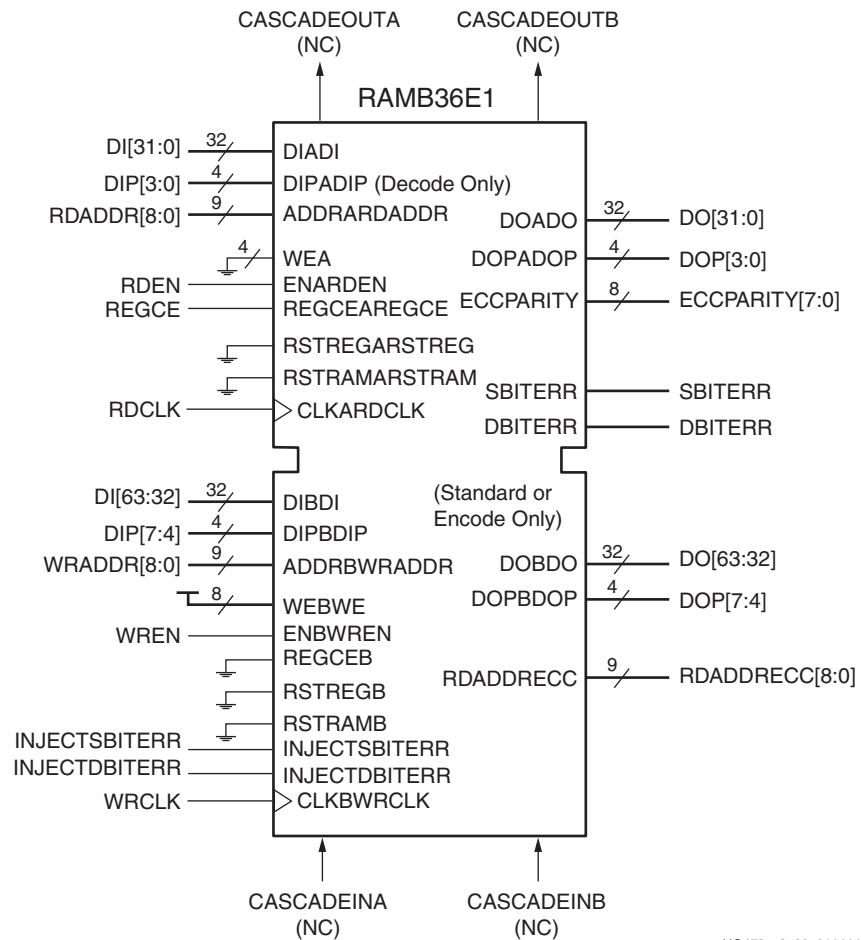 CASCADEOUTA
(NC)
CASCADEOUTB
(NC)
RAMB36E1
DI[31:0] 32 DIADI
DIP[3:0] 4 DIPADIP (Decode Only)
RDADDR[8:0] 9 ADDRARDADDR
4 WEA
RDEN ENARDEN
REGCE REGCEAREGCE
RSTREGARSTREG
RSTRAMARSTRAM
RDCLK CLKARDCLK
DOADO 32 DO[31:0]
DOPADOP 4 DOP[3:0]
ECCPARITY 8 ECCPARITY[7:0]
SBITERR SBITERR
DBITERR DBITERR
DI[63:32] 32 DIBDI
DIP[7:4] 4 DIPBDIP
WRADDR[8:0] 9 ADDRBWRADDR
8 WEBWE
WREN ENBWREN
REGCEB
RSTREGB
RSTRAMB
INJECTSBITERR INJECTSBITERR
INJECTDBITERR INJECTDBITERR
WRCLK CLKBWRCLK
(Standard or
Encode Only)
DOBDO 32 DO[63:32]
DOPBDOP 4 DOP[7:4]
RDADDRECC 9 RDADDRECC[8:0]
CASCADEINA
(NC)
CASCADEINB
(NC)